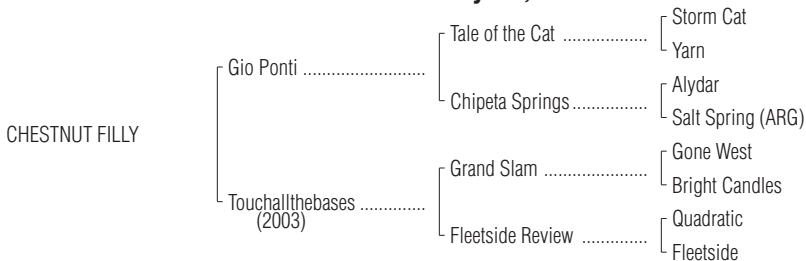 Storm Cat
Tale of the Cat ..................
Yarn
Gio Ponti ..........................
Alydar
Chipeta Springs................
Salt Spring (ARG)
CHESTNUT FILLY
Gone West
Grand Slam ......................
Bright Candles
Touchallthebases ..............
(2003)
Quadratic
Fleetside Review ..............
Fleetside